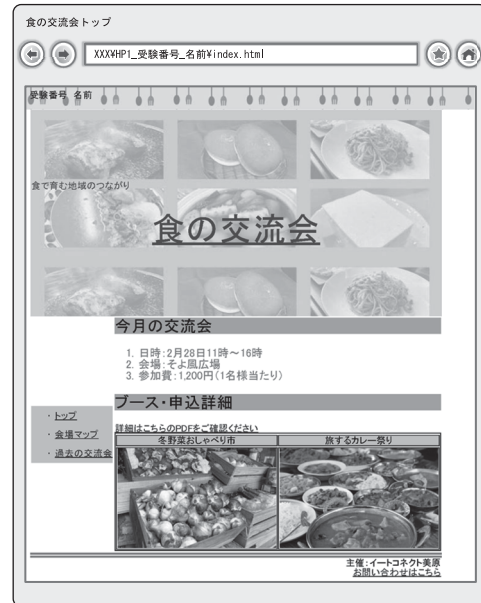 食の交流会トップ
XXX¥HP1_受験番号_名前¥index.html
受験番号 名前
食で育む地域のつながり
食の交流会
今月の交流会
1. 日時:2月28日11時～16時
2. 会場:そよ風広場
3. 参加費:1,200円(1名様当たり)
ブース・申込詳細
・トップ
・会場マップ
・過去の交流会
詳細はこちらのPDFをご確認ください
冬野菜おしゃべり市 旅するカレー祭り
主催:イートコネクト美原
お問い合わせはこちら